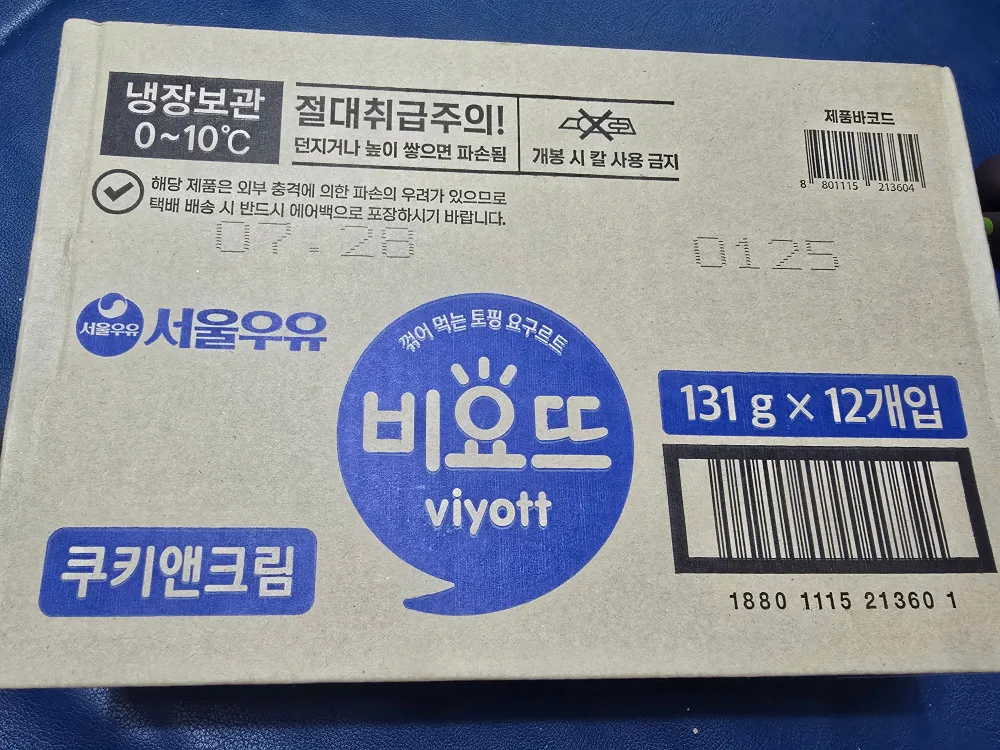 냉장보관
0~10℃
절대취급주의!
던지거나 높이 쌓으면 파손됨
개봉 시 칼 사용 금지
제품바코드
8 801115 213604
해당 제품은 외부 충격에 의한 파손의 우려가 있으므로
택배 배송 시 반드시 에어백으로 포장하시기 바랍니다.
07.28
0125
서울우유 서울우유
꺾어 먹는 토핑 요구르트
비요뜨
viyott
131 g × 12개입
쿠키앤크림
1880 1115 21360 1